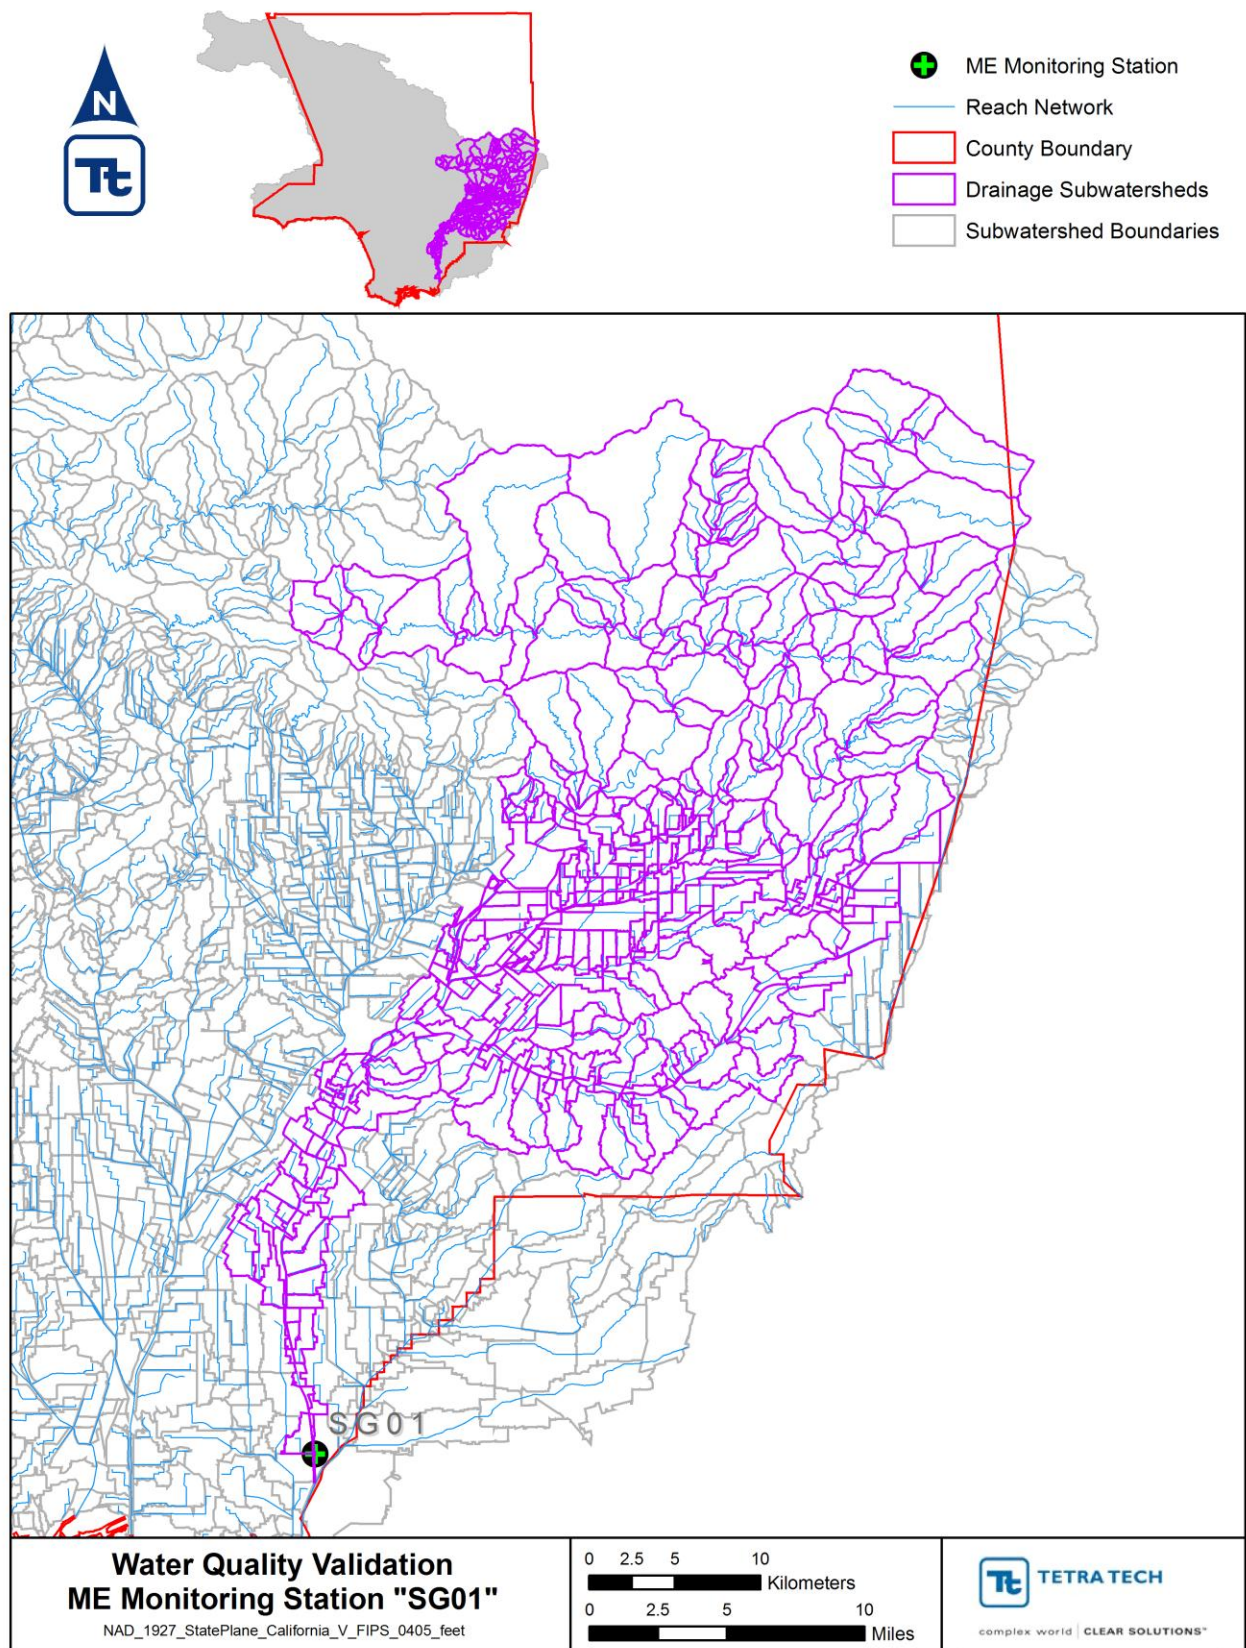 N
Tt
ME Monitoring Station
Reach Network
County Boundary
Drainage Subwatersheds
Subwatershed Boundaries
SG01
Water Quality Validation
ME Monitoring Station "SG01"
NAD_1927_StatePlane_California_V_FIPS_0405_feet
0 2.5 5 10
Kilometers
0 2.5 5 10
Miles
Tt TETRA TECH
complex world | CLEAR SOLUTIONS™